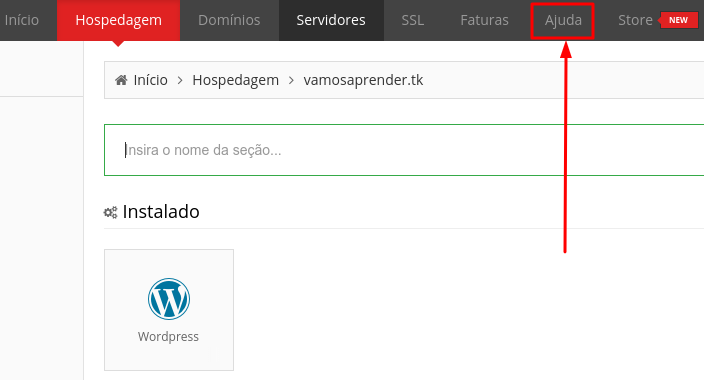 Início Hospedagem Domínios Servidores SSL Faturas Ajuda Store NEW
Início > Hospedagem > vamosaprender.tk
Insira o nome da seção...
Instalado
Wordpress